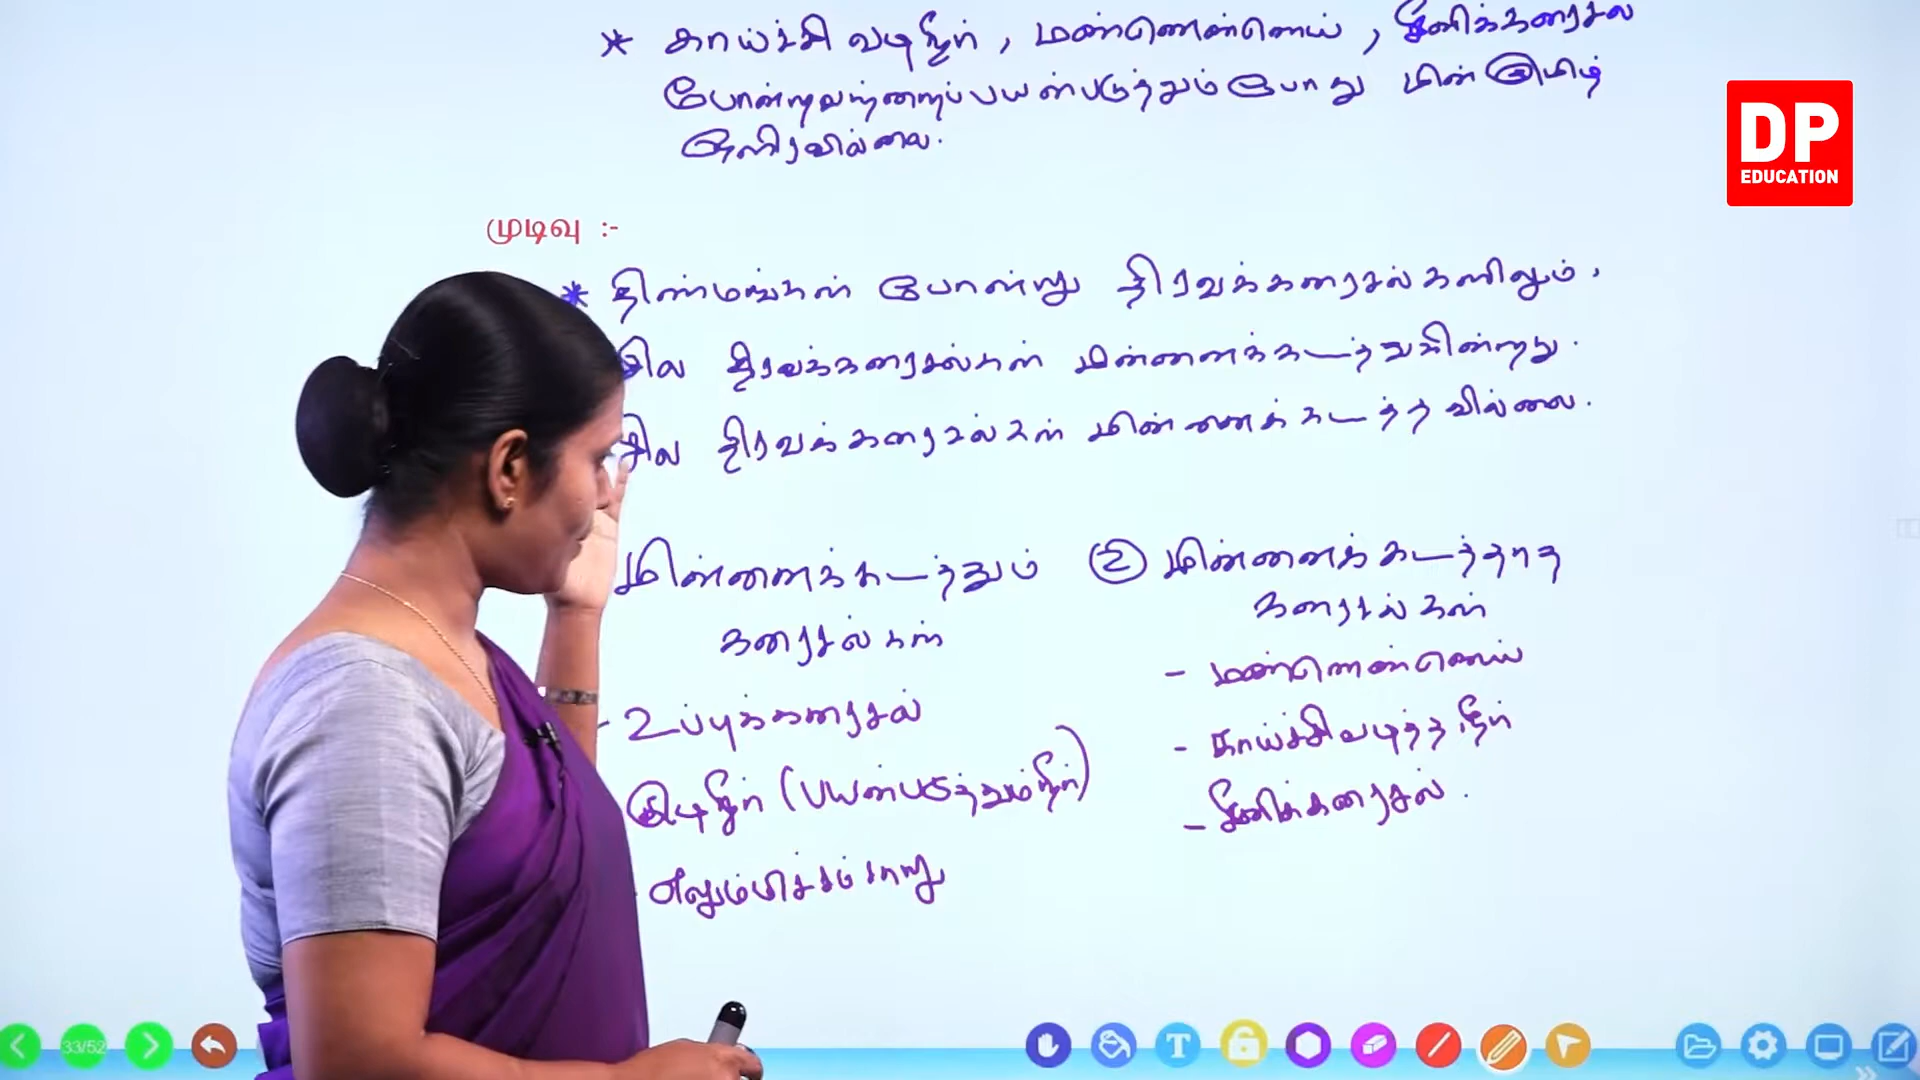 * காய்ச்சி வடிநீர், மண்ணெண்ணெய், சீனிக்கரைசல்
போன்றவற்றைப்பயன்படுத்தும்போது மின்குமிழ்
ஒளிரவில்லை.
DP
EDUCATION
முடிவு :-
* திண்மங்கள் போன்று திரவக்கரைசல்களிலும்,
சில திரவக்கரைசல்கள் மின்னைக்கடத்துகின்றது.
சில திரவக்கரைசல்கள் மின்னைக்கடத்தவில்லை.
மின்னைக்கடத்தும்
கரைசல்கள்
- உப்புக்கரைசல்
குடிநீர் (பயன்படுத்தும்நீர்)
எலுமிச்சம்சாறு
② மின்னைக்கடத்தாத
கரைசல்கள்
- மண்ணெண்ணெய்
- காய்ச்சிவடித்தநீர்
- சீனிக்கரைசல்.
33/52
T